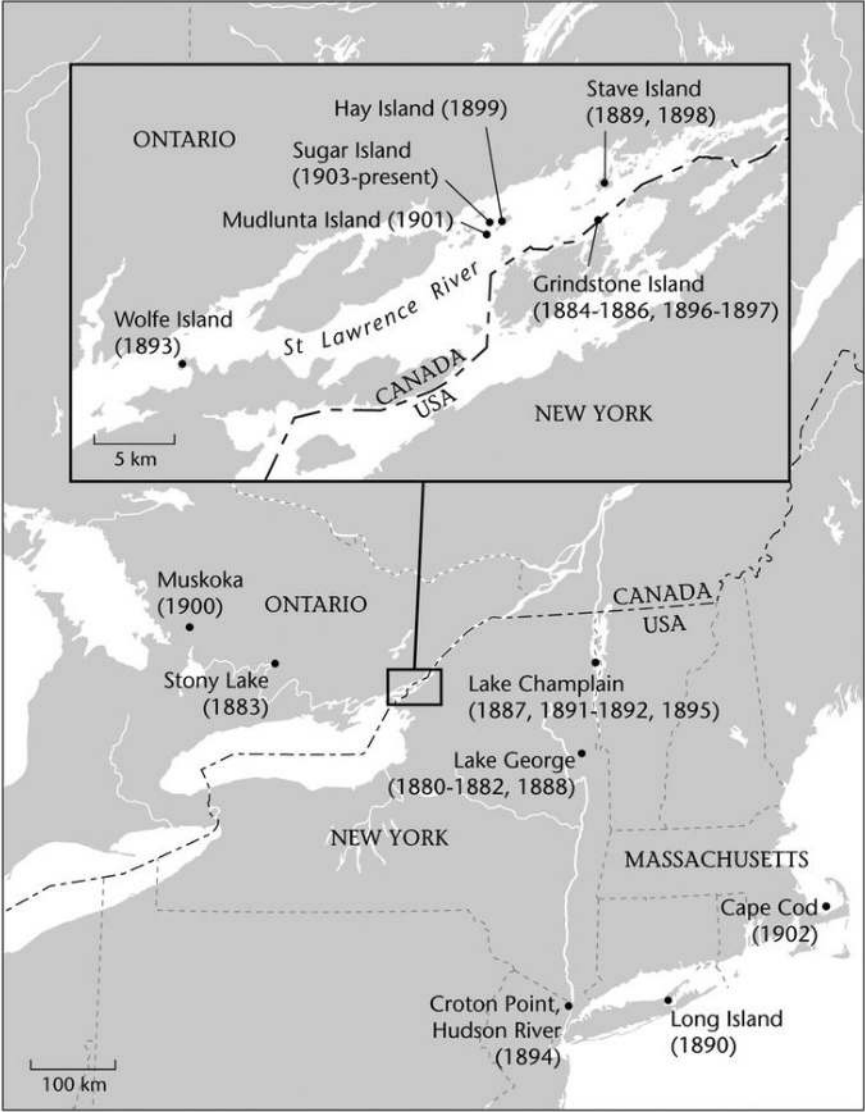 Stave Island
(1889, 1898)
Hay Island (1899)
ONTARIO
Sugar Island
(1903-present)
Mudlunta Island (1901)
Grindstone Island
(1884-1886, 1896-1897)
St Lawrence River
Wolfe Island
(1893)
CANADA
USA
NEW YORK
5 km
Muskoka
(1900)
ONTARIO
CANADA
USA
Stony Lake
(1883)
Lake Champlain
(1887, 1891-1892, 1895)
Lake George
(1880-1882, 1888)
NEW YORK
MASSACHUSETTS
Cape Cod
(1902)
Croton Point,
Hudson River
(1894)
Long Island
(1890)
100 km